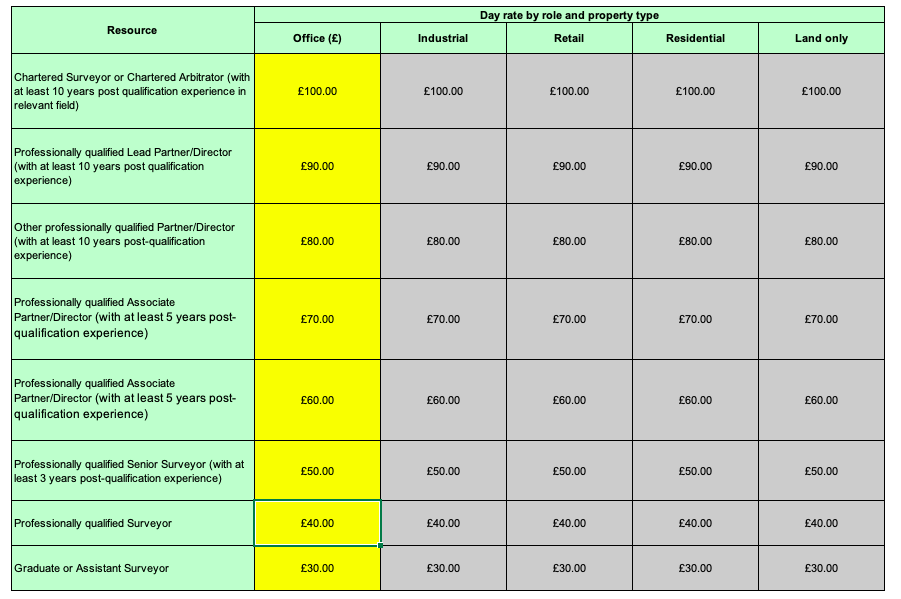 Day rate by role and property type
Resource
Office (£) Industrial Retail Residential Land only
Chartered Surveyor or Chartered Arbitrator (with
at least 10 years post qualification experience in
relevant field)
£100.00 £100.00 £100.00 £100.00 £100.00
Professionally qualified Lead Partner/Director
(with at least 10 years post qualification
experience)
£90.00 £90.00 £90.00 £90.00 £90.00
Other professionally qualified Partner/Director
(with at least 10 years post-qualification
experience)
£80.00 £80.00 £80.00 £80.00 £80.00
Professionally qualified Associate
Partner/Director (with at least 5 years post-
qualification experience)
£70.00 £70.00 £70.00 £70.00 £70.00
Professionally qualified Associate
Partner/Director (with at least 5 years post-
qualification experience)
£60.00 £60.00 £60.00 £60.00 £60.00
Professionally qualified Senior Surveyor (with at
least 3 years post-qualification experience)
£50.00 £50.00 £50.00 £50.00 £50.00
Professionally qualified Surveyor £40.00 £40.00 £40.00 £40.00 £40.00
Graduate or Assistant Surveyor £30.00 £30.00 £30.00 £30.00 £30.00